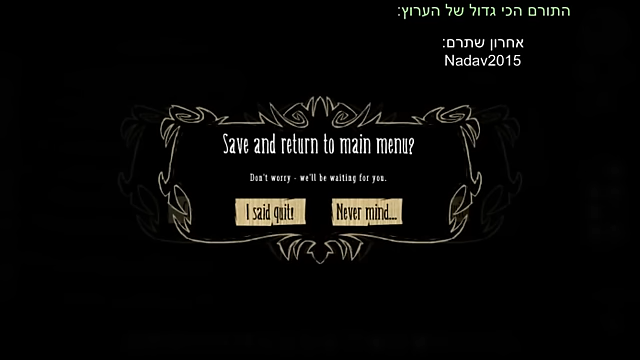 התורם הכי גדול של הערוץ:
אחרון שתרם:
Nadav2015
Save and return to main menu?
Don't worry - we'll be waiting for you.
I said quit!
Never mind...